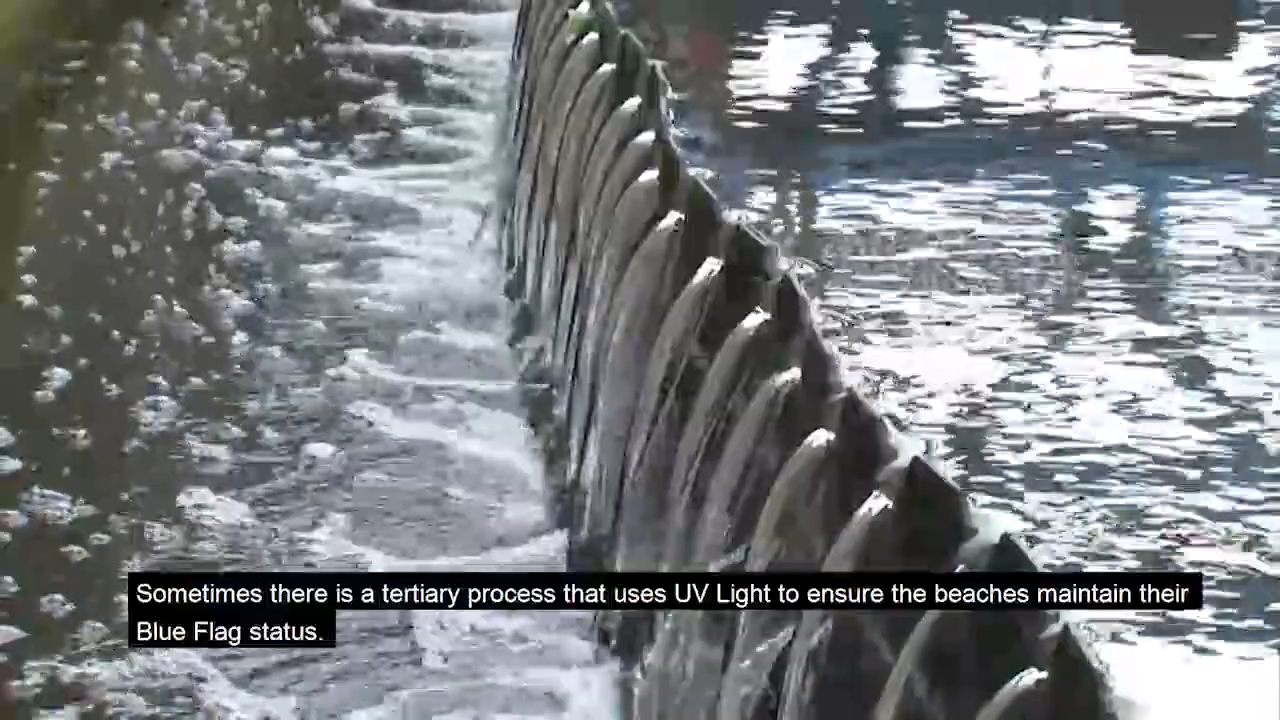 Sometimes there is a tertiary process that uses UV Light to ensure the beaches maintain their
Blue Flag status.